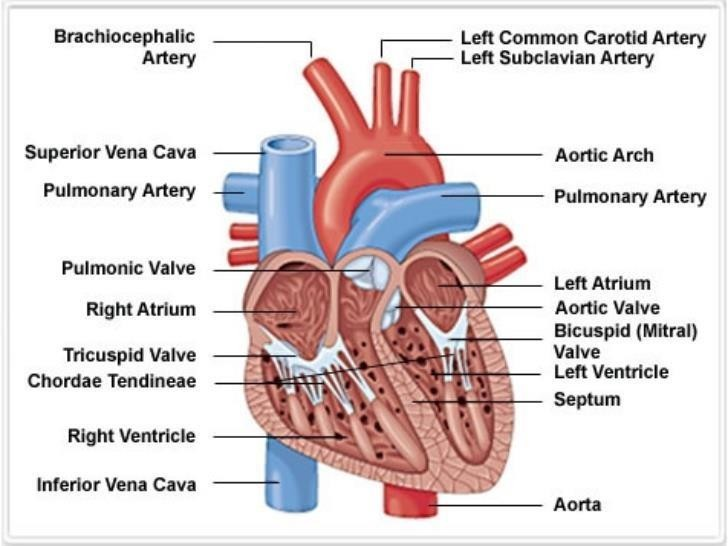 Brachiocephalic
Artery
Left Common Carotid Artery
Left Subclavian Artery
Superior Vena Cava
Aortic Arch
Pulmonary Artery
Pulmonary Artery
Pulmonic Valve
Left Atrium
Right Atrium
Aortic Valve
Bicuspid (Mitral)
Valve
Tricuspid Valve
Left Ventricle
Chordae Tendineae
Septum
Right Ventricle
Inferior Vena Cava
Aorta